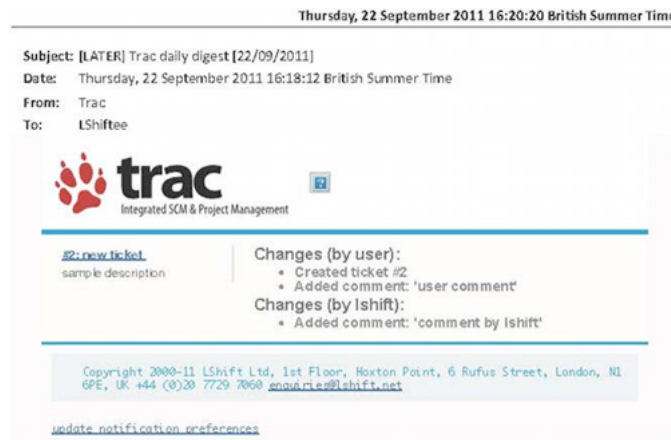 Thursday, 22 September 2011 16:20:20 British Summer Time
Subject: [LATER] Trac daily digest [22/09/2011]
Date: Thursday, 22 September 2011 16:18:12 British Summer Time
From: Trac
To: LShiftee
trac
Integrated SCM & Project Management
#2: new ticket
sample description
Changes (by user):
• Created ticket #2
• Added comment: 'user comment'
Changes (by lshift):
• Added comment: 'comment by lshift'
Copyright 2000-11 LShift Ltd, 1st Floor, Hoxton Point, 6 Rufus Street, London, N1
6PE, UK +44 (0)20 7729 7060 enquiries@lshift.net
update notification preferences